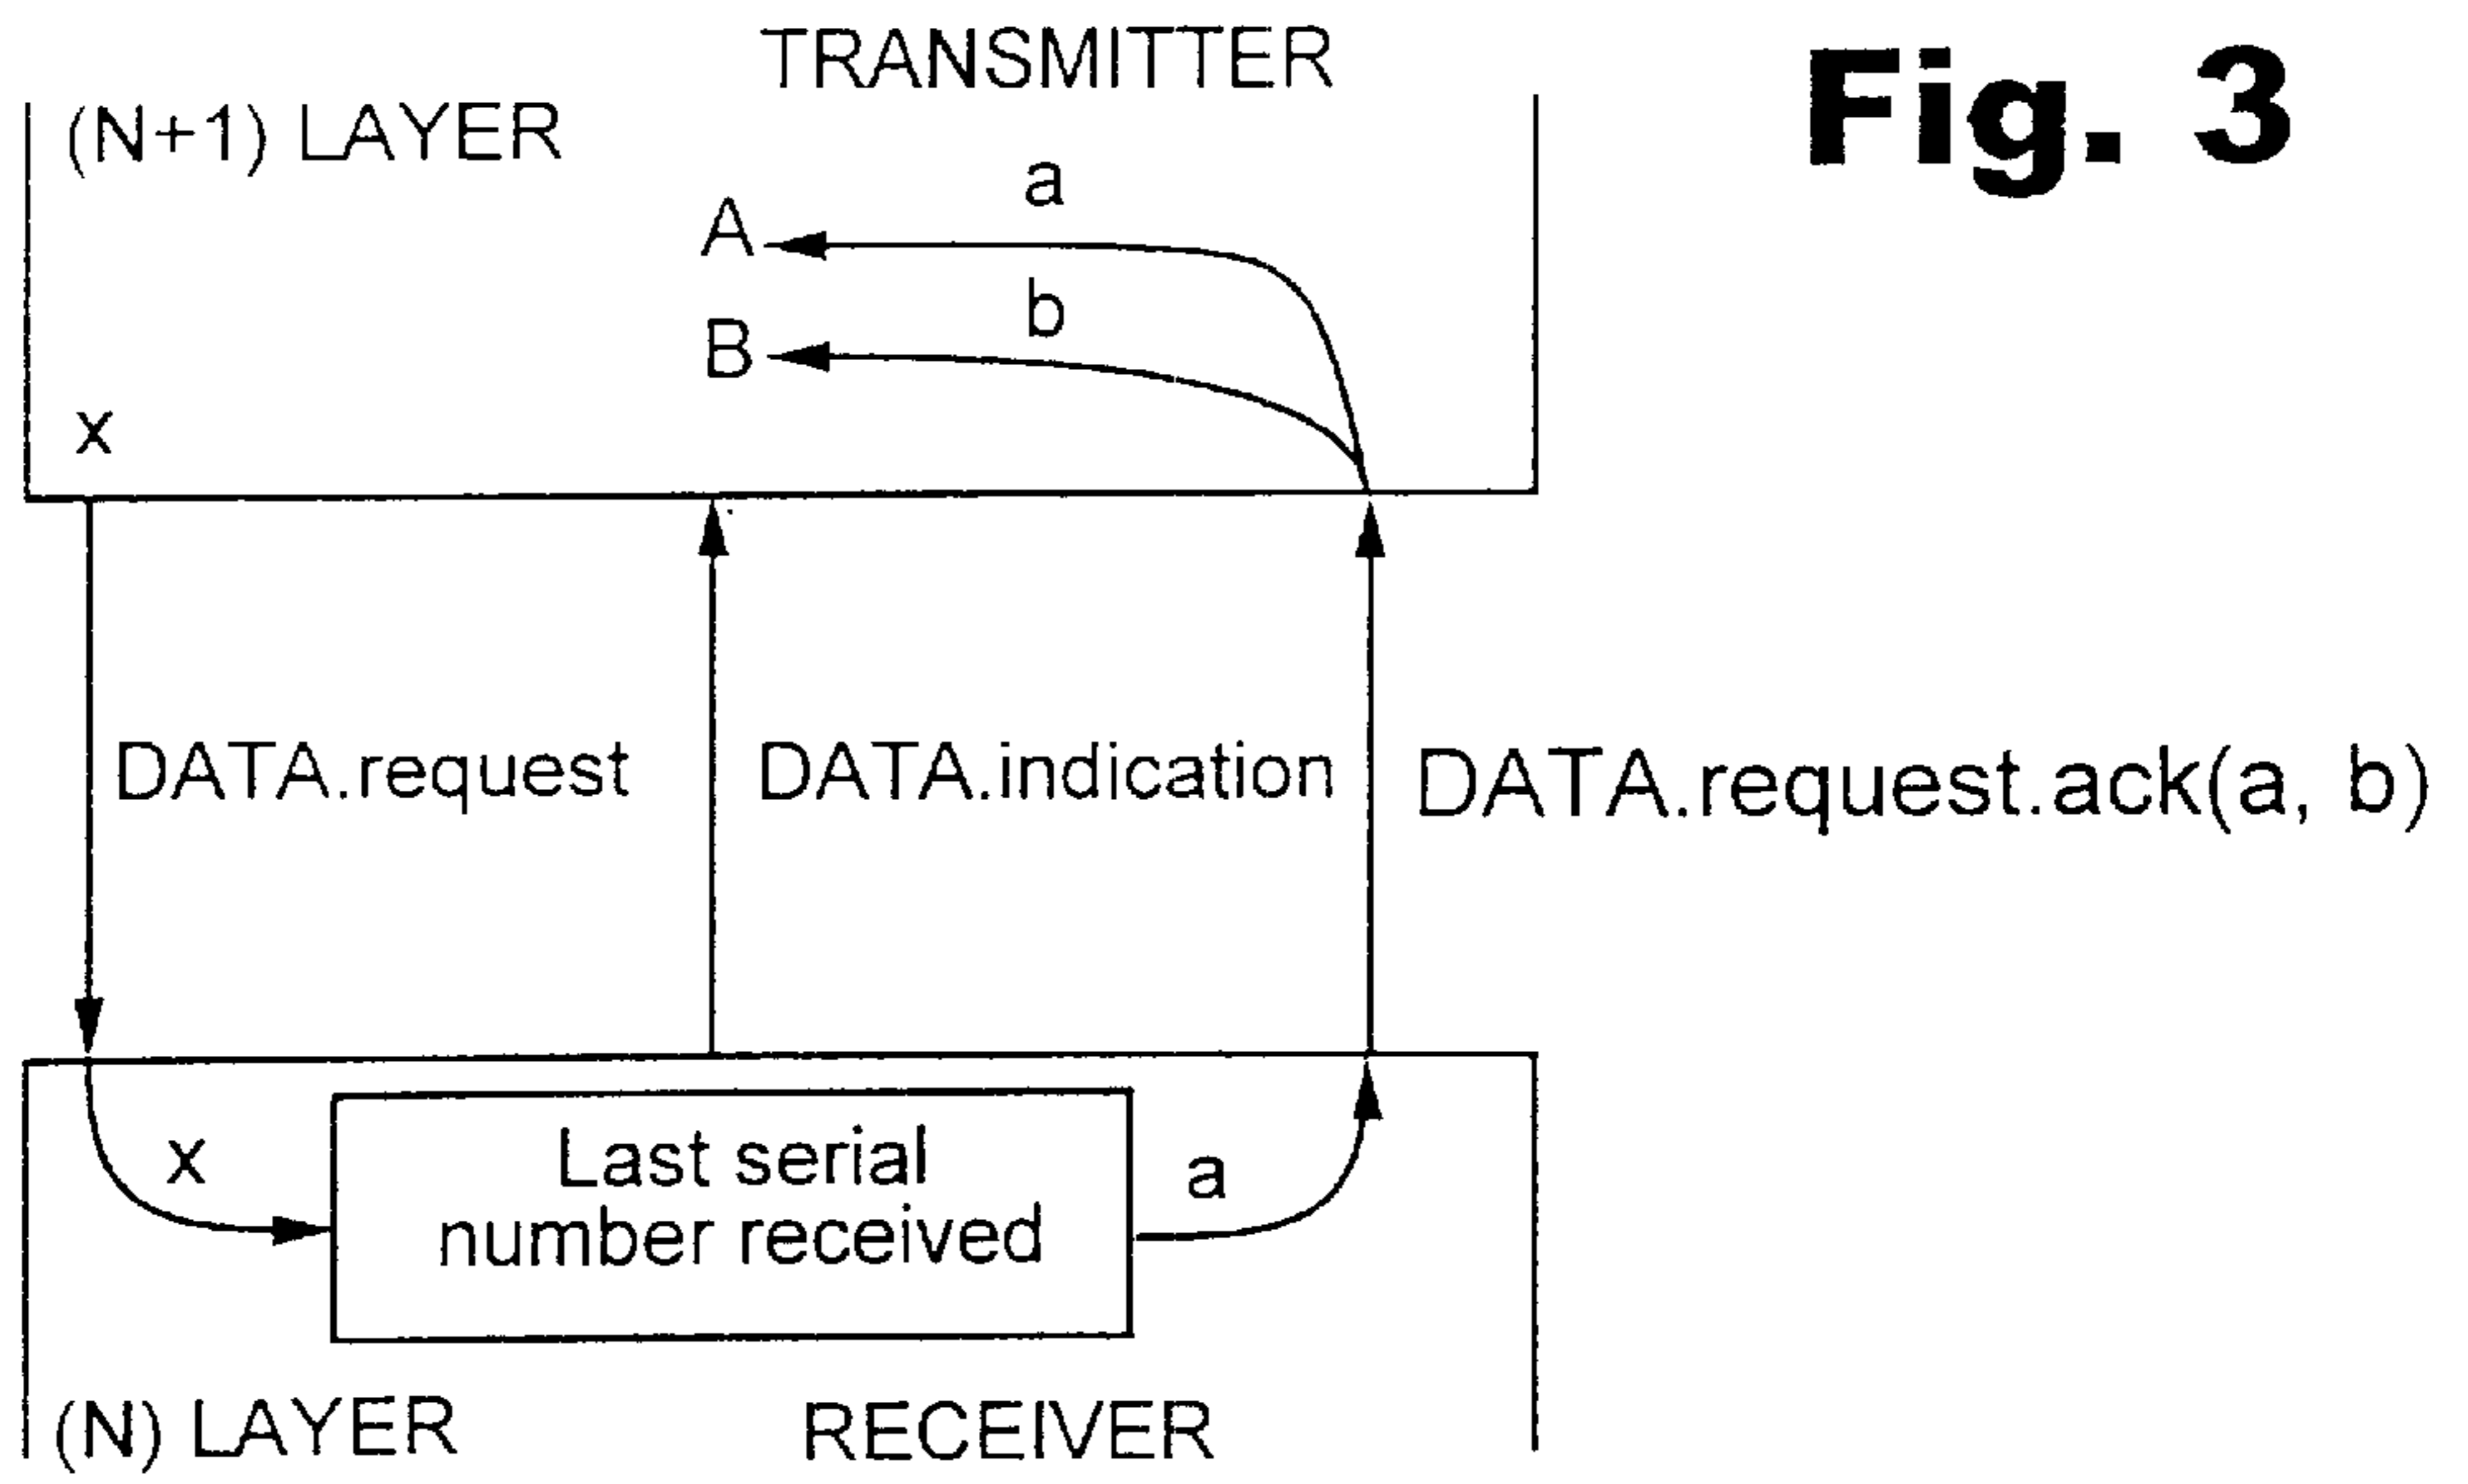 TRANSMITTER
Fig. 3
(N+1) LAYER
a
A
b
B
x
DATA.request
DATA.indication
DATA.request.ack(a, b)
x
Last serial
number received
a
(N) LAYER
RECEIVER